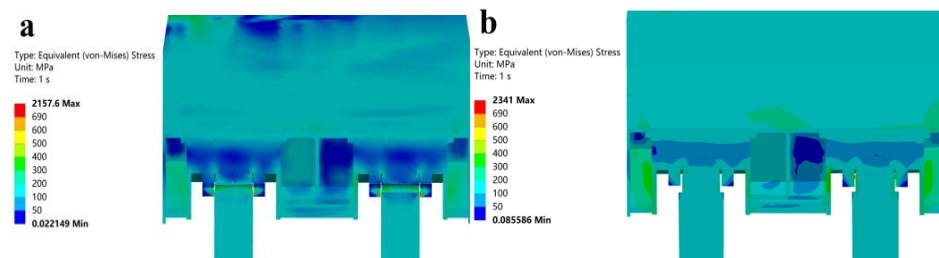 a
Type: Equivalent (von-Mises) Stress
Unit: MPa
Time: 1 s
2157.6 Max
690
600
500
400
300
200
100
50
0.022149 Min
b
Type: Equivalent (von-Mises) Stress
Unit: MPa
Time: 1 s
2341 Max
690
600
500
400
300
200
100
50
0.085586 Min